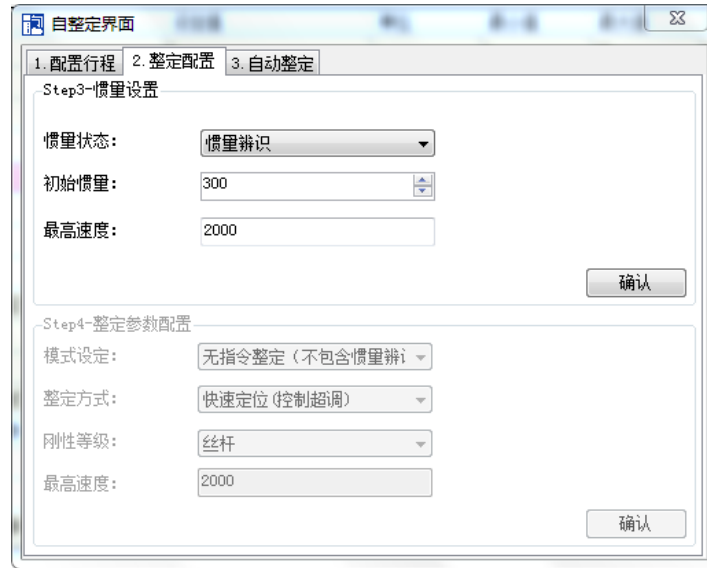 自整定界面
1.配置行程 2.整定配置 3.自动整定
Step3-惯量设置
惯量状态： 惯量辨识
初始惯量： 300
最高速度： 2000
确认
Step4-整定参数配置
模式设定： 无指令整定（不包含惯量辨
整定方式： 快速定位(控制超调)
刚性等级： 丝杆
最高速度： 2000
确认